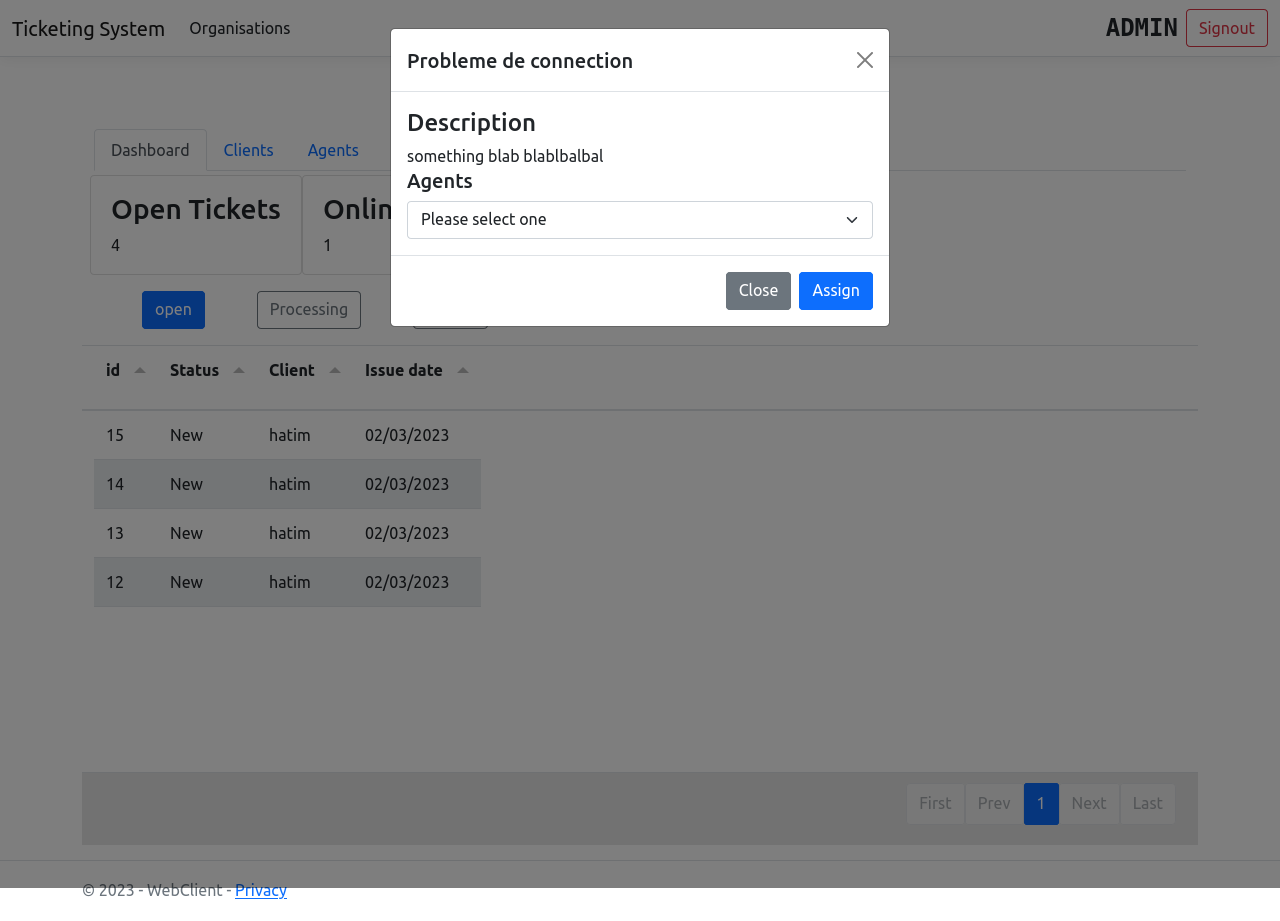 Ticketing System Organisations ADMIN Signout
Probleme de connection
Description
something blab blablbalbal
Agents
Please select one
Close Assign
Dashboard Clients Agents
Open Tickets
4
1
open Processing
id Status Client Issue date
15 New hatim 02/03/2023
14 New hatim 02/03/2023
13 New hatim 02/03/2023
12 New hatim 02/03/2023
First Prev 1 Next Last
© 2023 - WebClient - Privacy